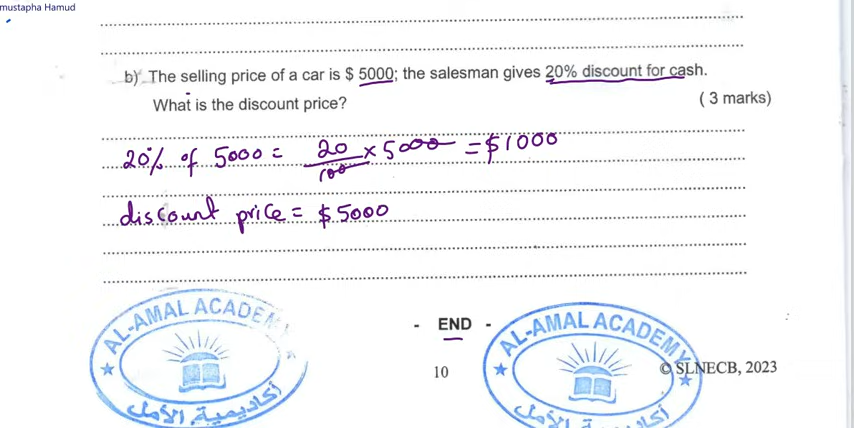 mustapha Hamud
b) The selling price of a car is $ 5000; the salesman gives 20% discount for cash.
What is the discount price? ( 3 marks)
20% of 5000 = 20/100 × 5000 = $1000
discount price = $5000
- END -
AL-AMAL ACADEMY
أكاديمية الأمل
AL-AMAL ACADEMY
أكاديمية الأمل
10
© SLNECB, 2023